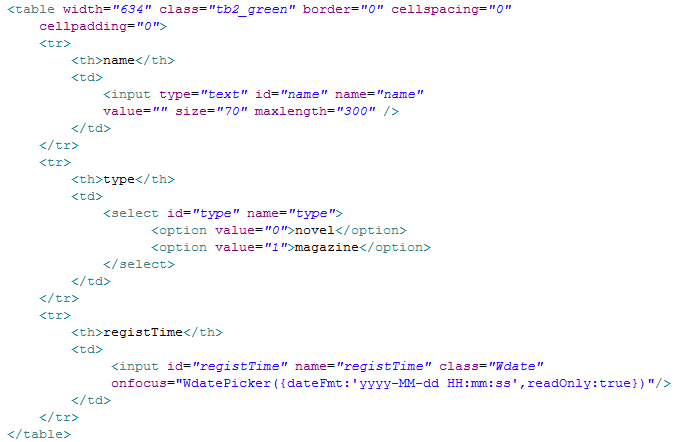 <table width="634" class="tb2_green" border="0" cellspacing="0"
    cellpadding="0">
    <tr>
        <th>name</th>
        <td>
            <input type="text" id="name" name="name"
            value="" size="70" maxlength="300" />
        </td>
    </tr>
    <tr>
        <th>type</th>
        <td>
            <select id="type" name="type">
                  <option value="0">novel</option>
                  <option value="1">magazine</option>
            </select>
        </td>
    </tr>
    <tr>
        <th>registTime</th>
        <td>
             <input id="registTime" name="registTime" class="Wdate"
             onfocus="WdatePicker({dateFmt:'yyyy-MM-dd HH:mm:ss',readOnly:true})"/>
        </td>
    </tr>
</table>